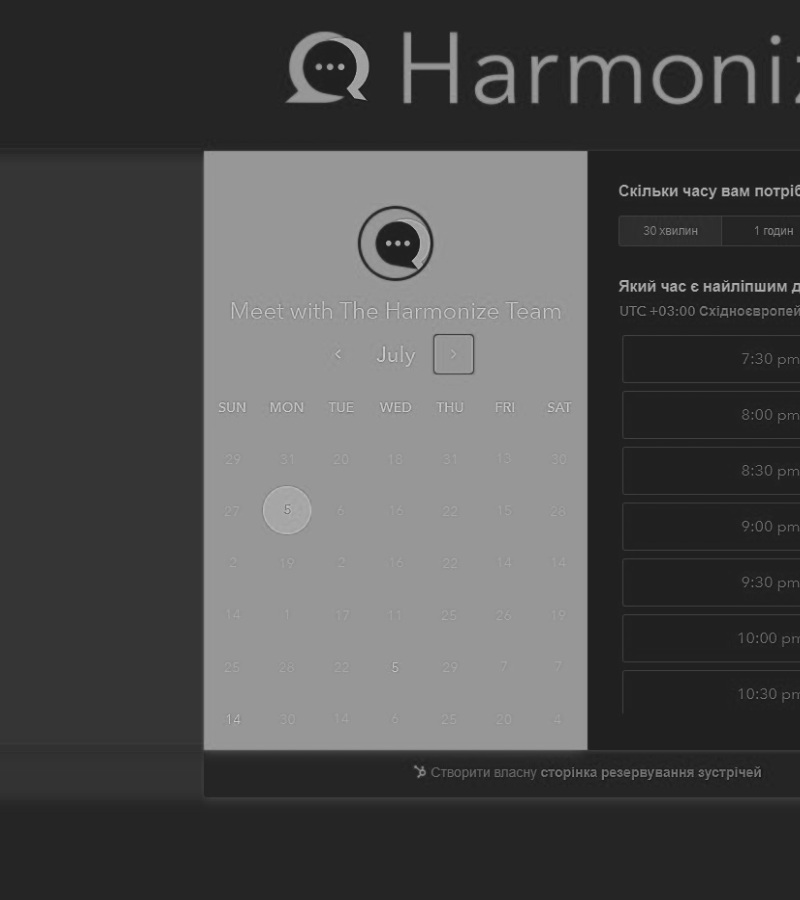 Harmoniz
Meet with The Harmonize Team
July
SUN MON TUE WED THU FRI SAT
29 31 20 18 31 13 30
27 5 6 16 22 15 28
2 19 2 16 22 14 14
14 1 17 11 25 26 19
25 28 22 5 29 7 7
14 30 14 6 25 20 4
Скільки часу вам потріб
30 хвилин 1 годин
Який час є найліпшим д
UTC +03:00 Східноєвропей
7:30 pm
8:00 pm
8:30 pm
9:00 pm
9:30 pm
10:00 pm
10:30 pm
Створити власну сторінка резервування зустрічей